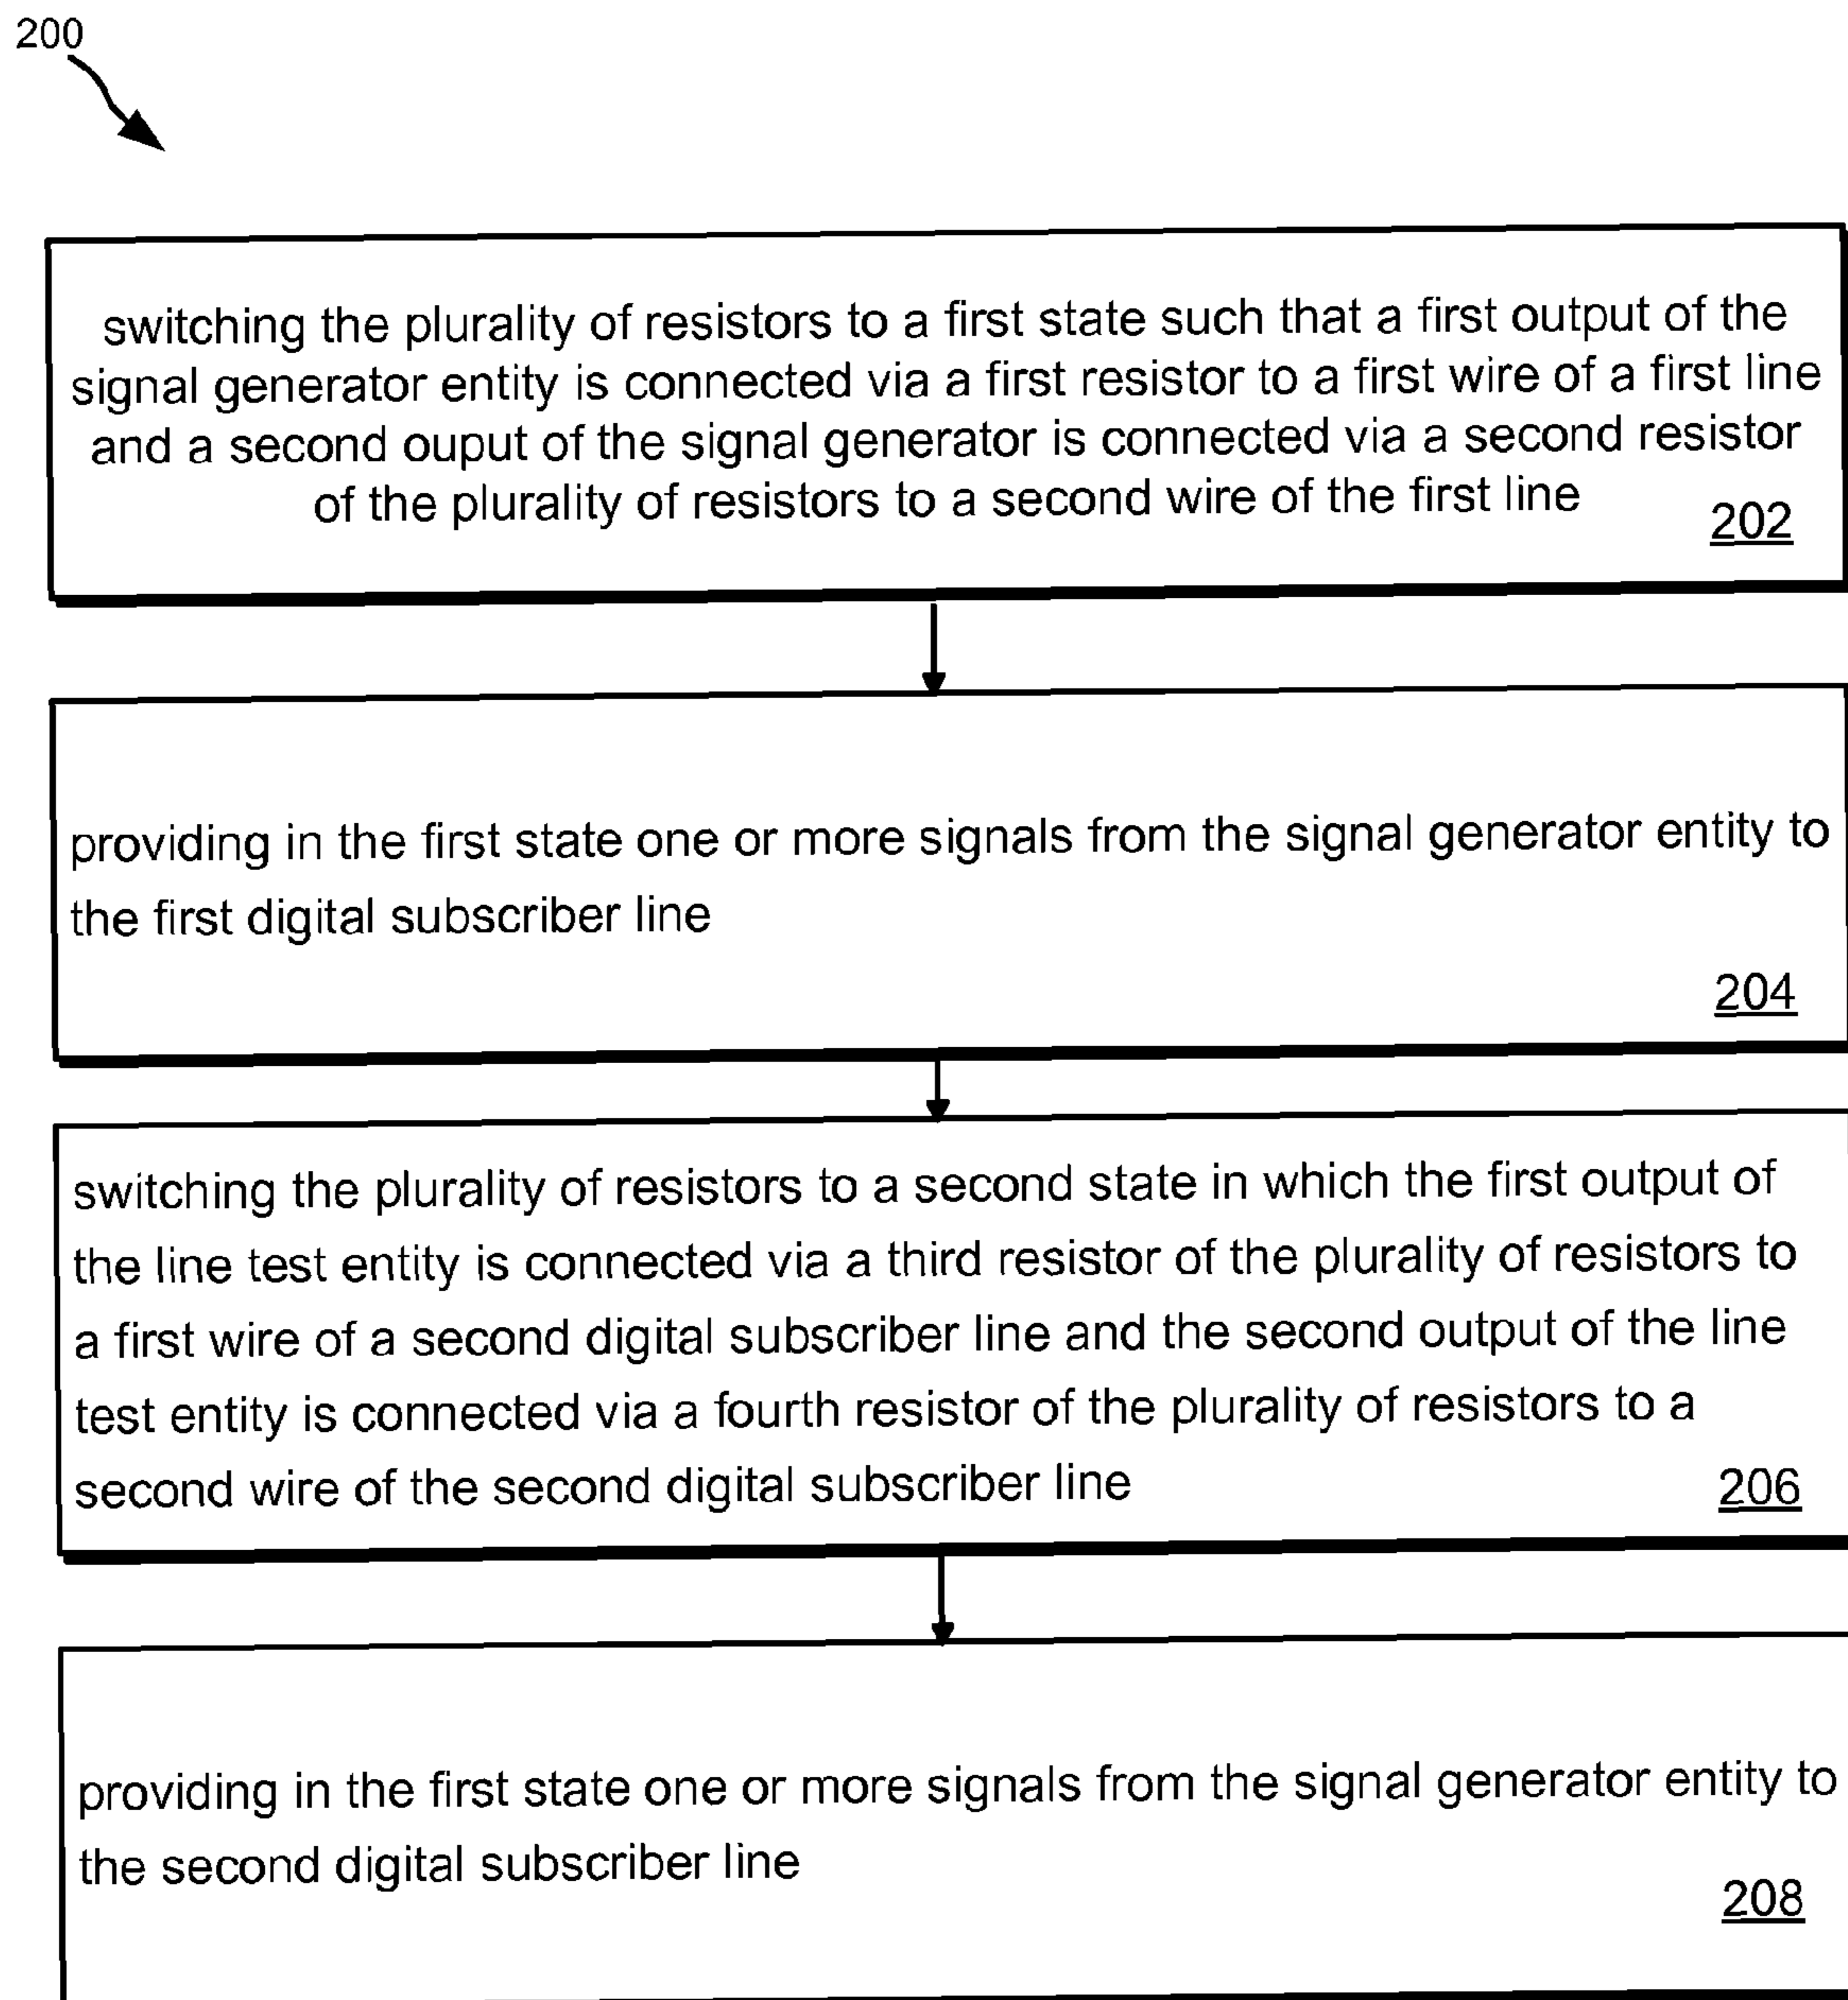 200
switching the plurality of resistors to a first state such that a first output of the
signal generator entity is connected via a first resistor to a first wire of a first line
and a second ouput of the signal generator is connected via a second resistor
of the plurality of resistors to a second wire of the first line
202
providing in the first state one or more signals from the signal generator entity to
the first digital subscriber line
204
switching the plurality of resistors to a second state in which the first output of
the line test entity is connected via a third resistor of the plurality of resistors to
a first wire of a second digital subscriber line and the second output of the line
test entity is connected via a fourth resistor of the plurality of resistors to a
second wire of the second digital subscriber line
206
providing in the first state one or more signals from the signal generator entity to
the second digital subscriber line
208